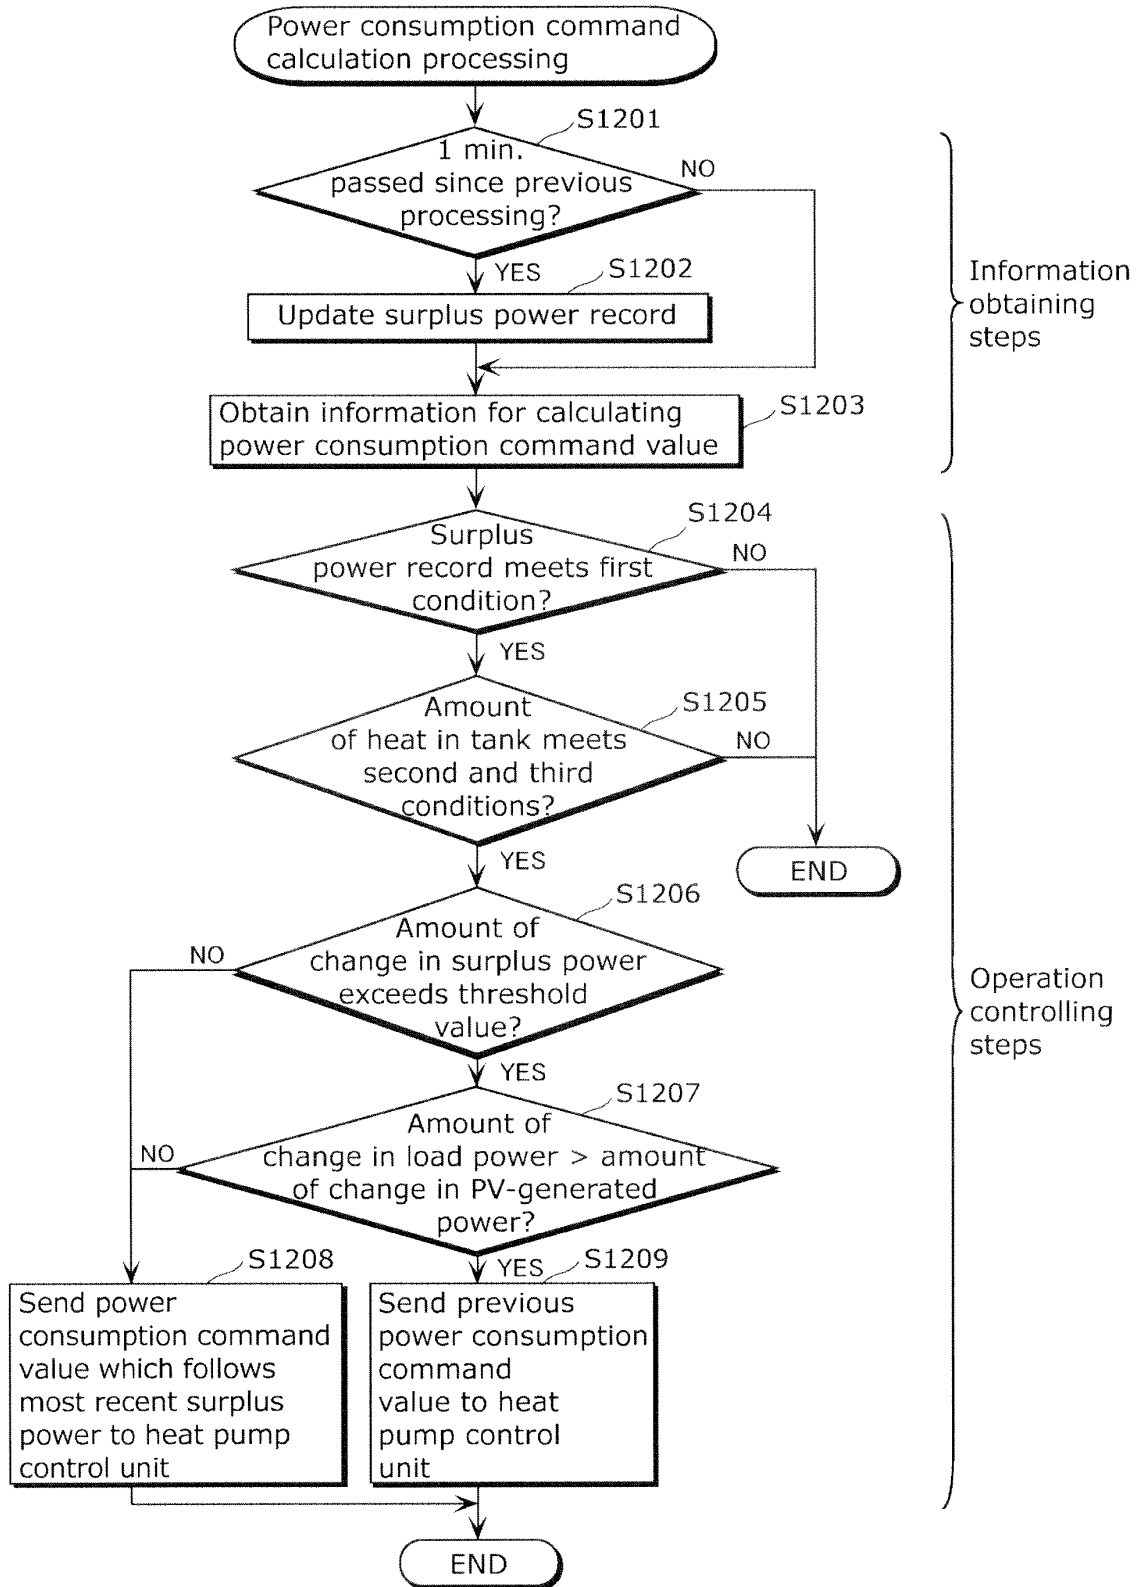 Power consumption command
calculation processing
S1201
1 min.
passed since previous
processing?
NO
YES
S1202
Update surplus power record
Information
obtaining
steps
S1203
Obtain information for calculating
power consumption command value
S1204
Surplus
power record meets first
condition?
NO
YES
S1205
Amount
of heat in tank meets
second and third
conditions?
NO
YES
END
S1206
Amount of
change in surplus power
exceeds threshold
value?
NO
YES
Operation
controlling
steps
S1207
Amount of
change in load power > amount
of change in PV-generated
power?
NO
YES
S1208
Send power
consumption command
value which follows
most recent surplus
power to heat pump
control unit
S1209
Send previous
power consumption
command
value to heat
pump control
unit
END